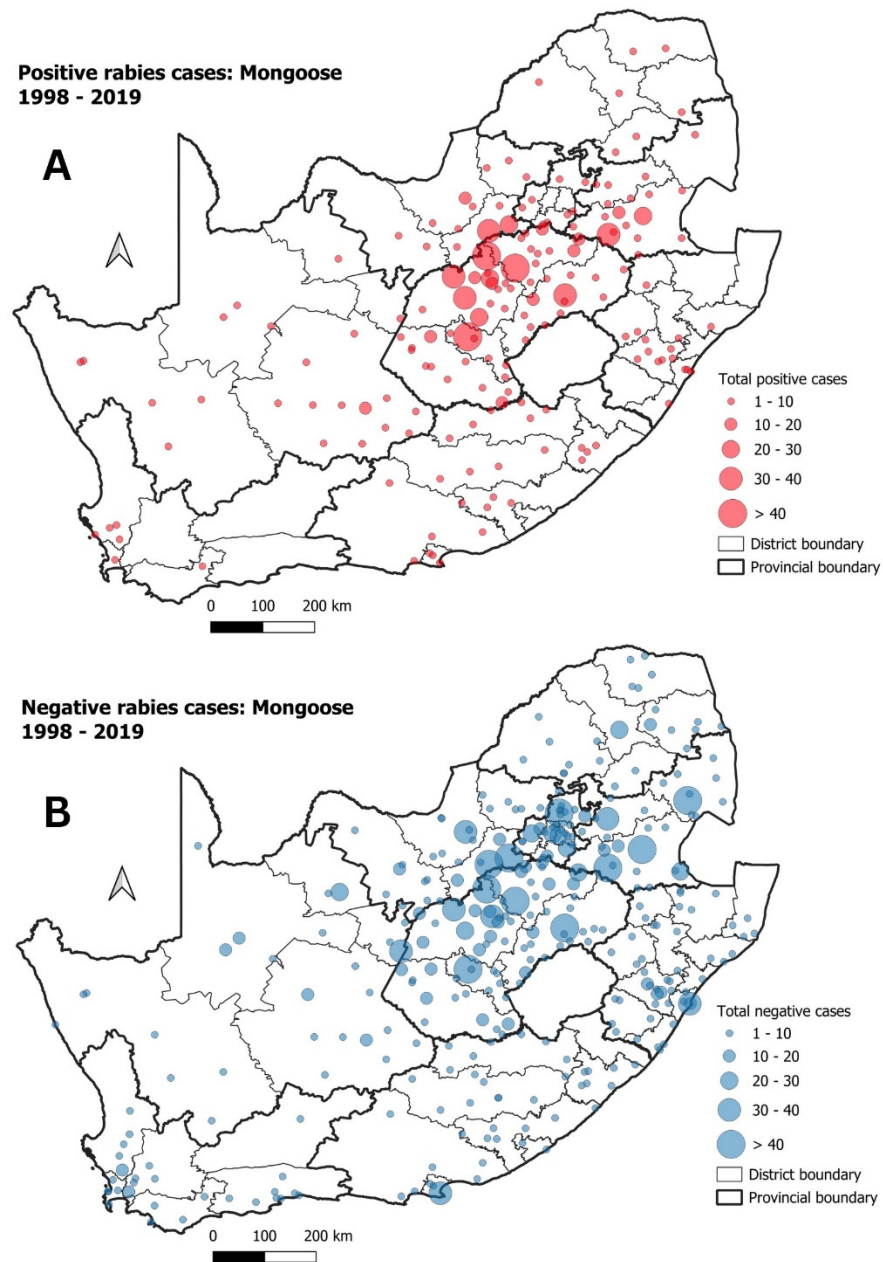 Positive rabies cases: Mongoose
1998 - 2019
A
Total positive cases
1 - 10
10 - 20
20 - 30
30 - 40
> 40
District boundary
Provincial boundary
0 100 200 km
Negative rabies cases: Mongoose
1998 - 2019
B
Total negative cases
1 - 10
10 - 20
20 - 30
30 - 40
> 40
District boundary
Provincial boundary
0 100 200 km